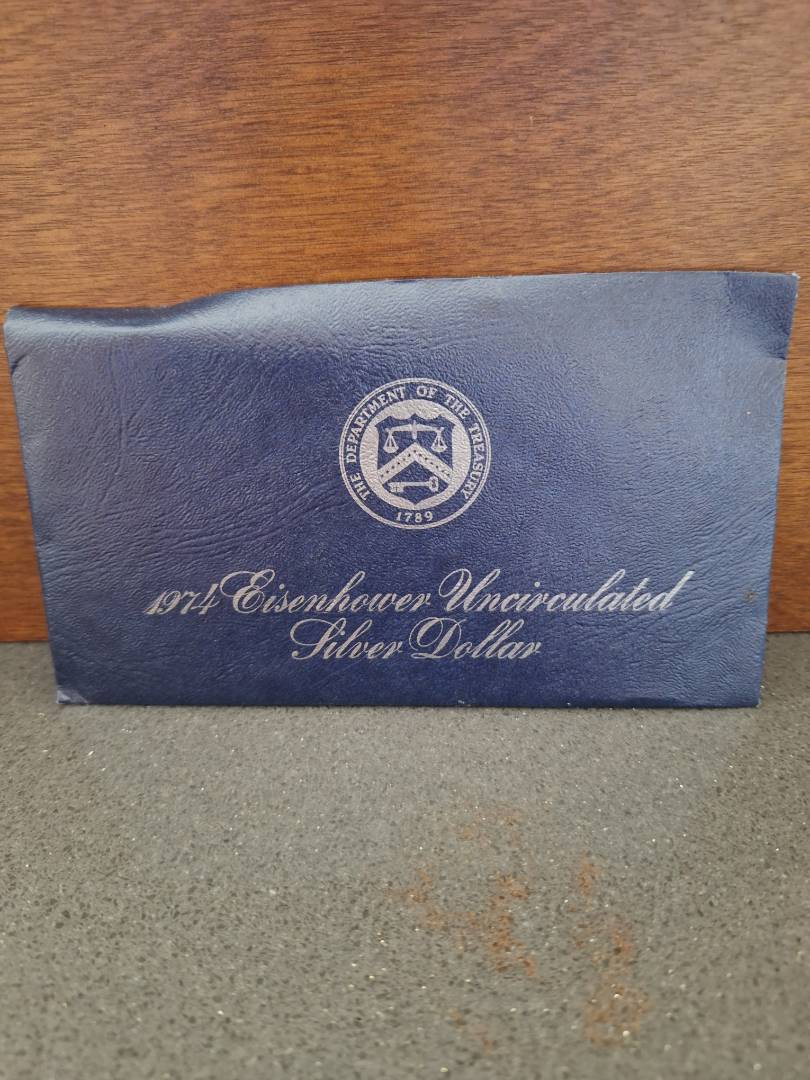 THE DEPARTMENT OF THE TREASURY
1789
1974 Eisenhower Uncirculated
Silver Dollar